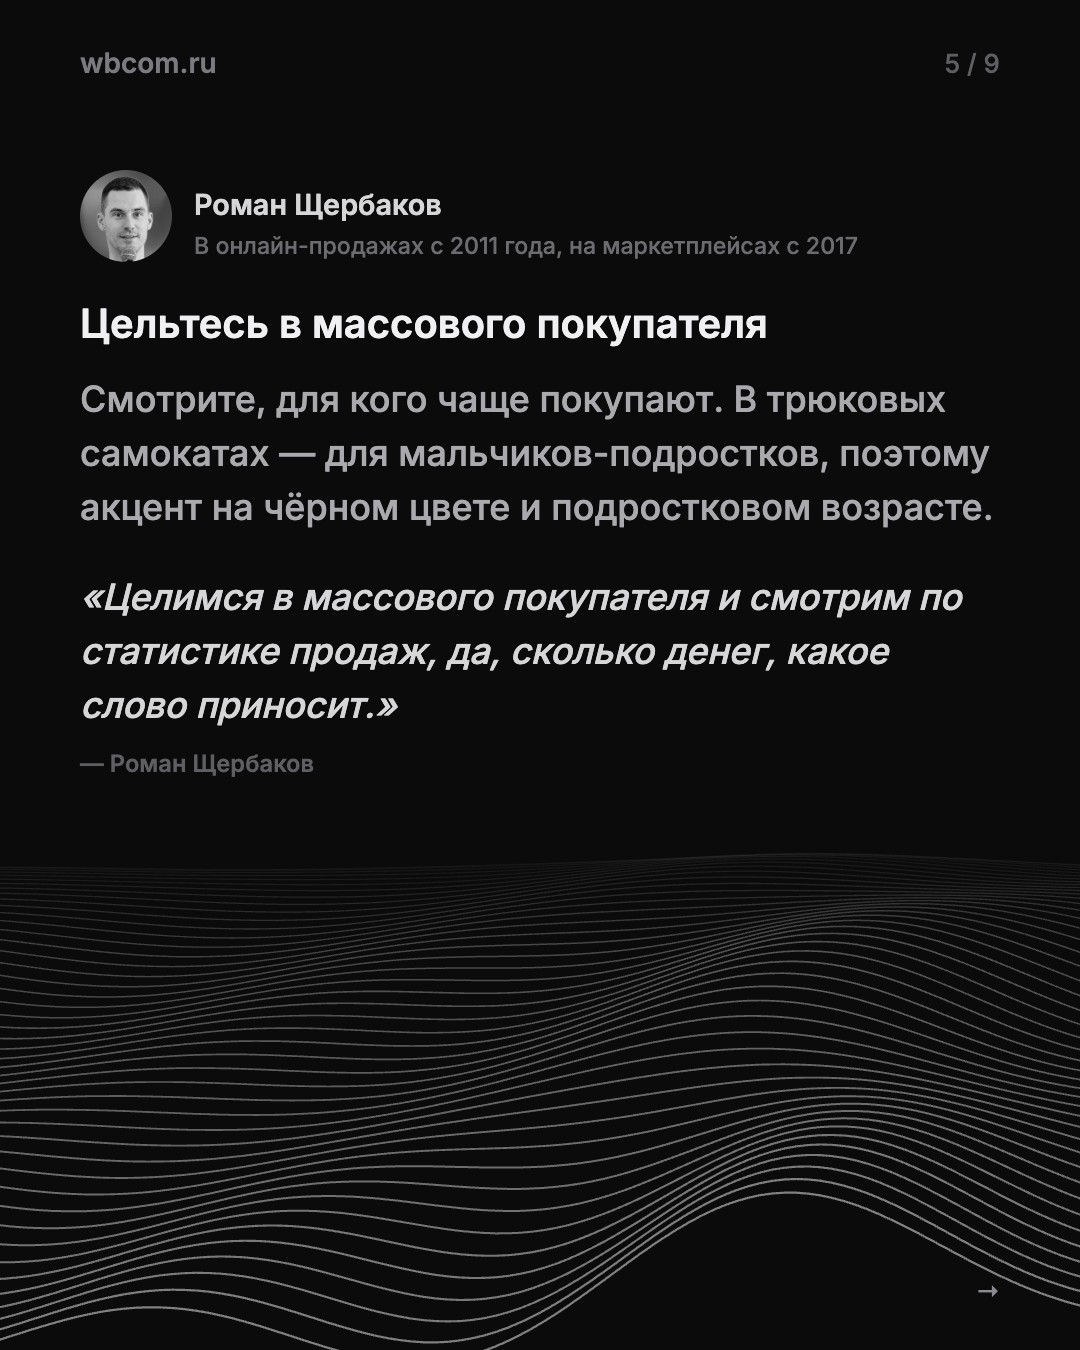 wbcom.ru
5 / 9
Роман Щербаков
В онлайн-продажах с 2011 года, на маркетплейсах с 2017
Цельтесь в массового покупателя
Смотрите, для кого чаще покупают. В трюковых
самокатах — для мальчиков-подростков, поэтому
акцент на чёрном цвете и подростковом возрасте.
«Целимся в массового покупателя и смотрим по
статистике продаж, да, сколько денег, какое
слово приносит.»
— Роман Щербаков
→